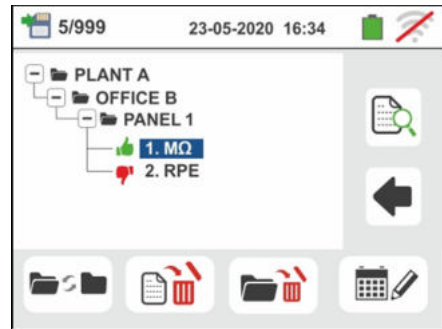 5/999 23-05-2020 16:34
PLANT A
OFFICE B
PANEL 1
1. MΩ
2. RPE